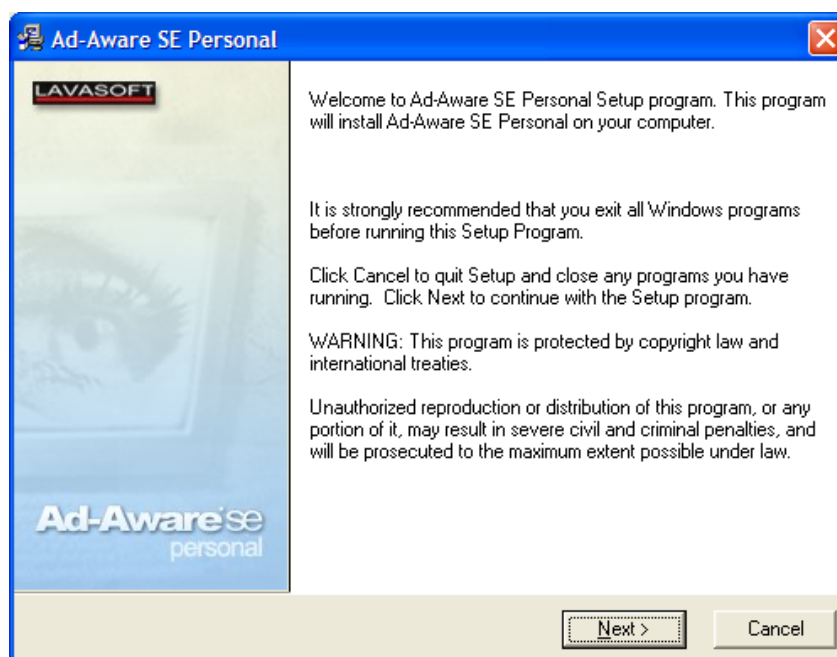 Ad-Aware SE Personal
LAVASOFT
Welcome to Ad-Aware SE Personal Setup program. This program
will install Ad-Aware SE Personal on your computer.
It is strongly recommended that you exit all Windows programs
before running this Setup Program.
Click Cancel to quit Setup and close any programs you have
running.  Click Next to continue with the Setup program.
WARNING: This program is protected by copyright law and
international treaties.
Unauthorized reproduction or distribution of this program, or any
portion of it, may result in severe civil and criminal penalties, and
will be prosecuted to the maximum extent possible under law.
Ad-Aware se
personal
Next >
Cancel